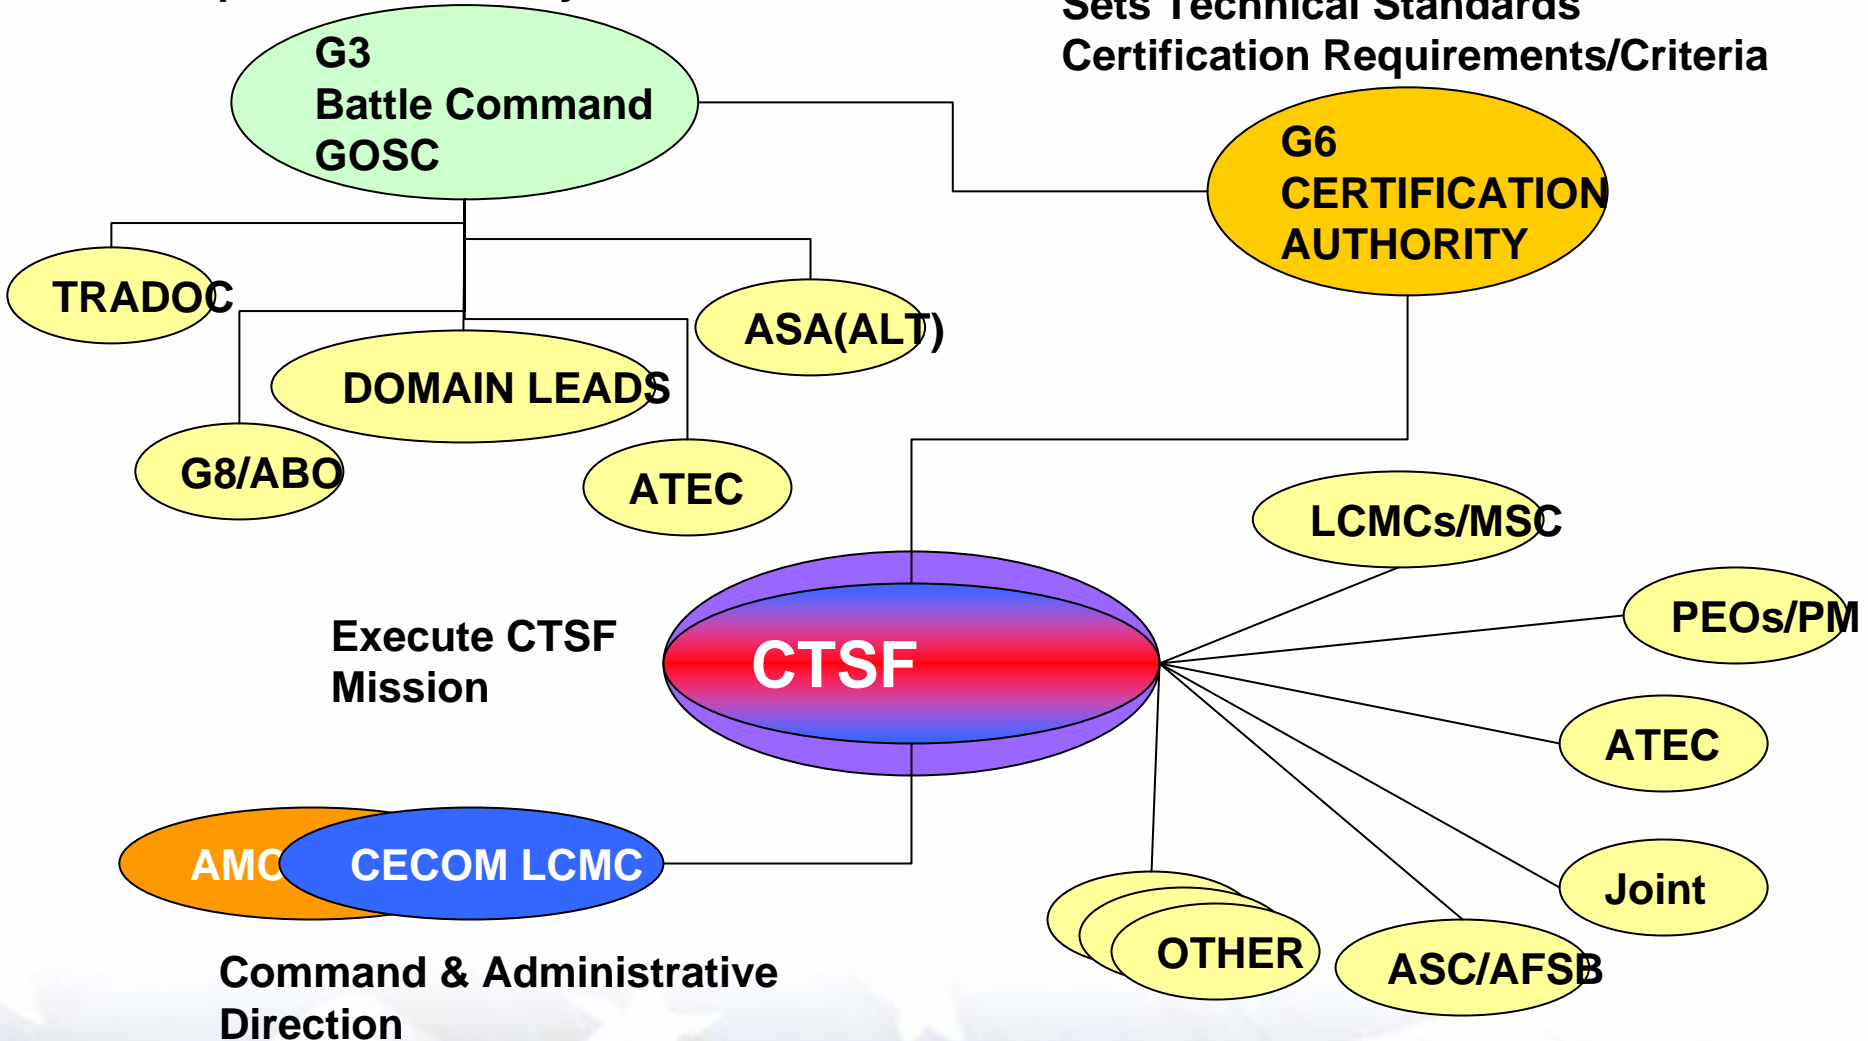 Sets Technical Standards
Certification Requirements/Criteria
G3
Battle Command
GOSC
G6
CERTIFICATION
AUTHORITY
TRADOC
ASA(ALT)
DOMAIN LEADS
G8/ABO
ATEC
LCMCs/MSC
PEOs/PM
Execute CTSF
Mission
CTSF
ATEC
AMC
CECOM LCMC
Joint
OTHER
ASC/AFSB
Command & Administrative
Direction